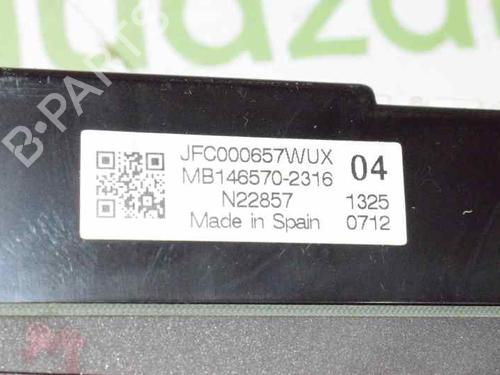 B-PARTS
JFC000657WUX 04
MB146570-2316
N22857 1325
Made in Spain 0712